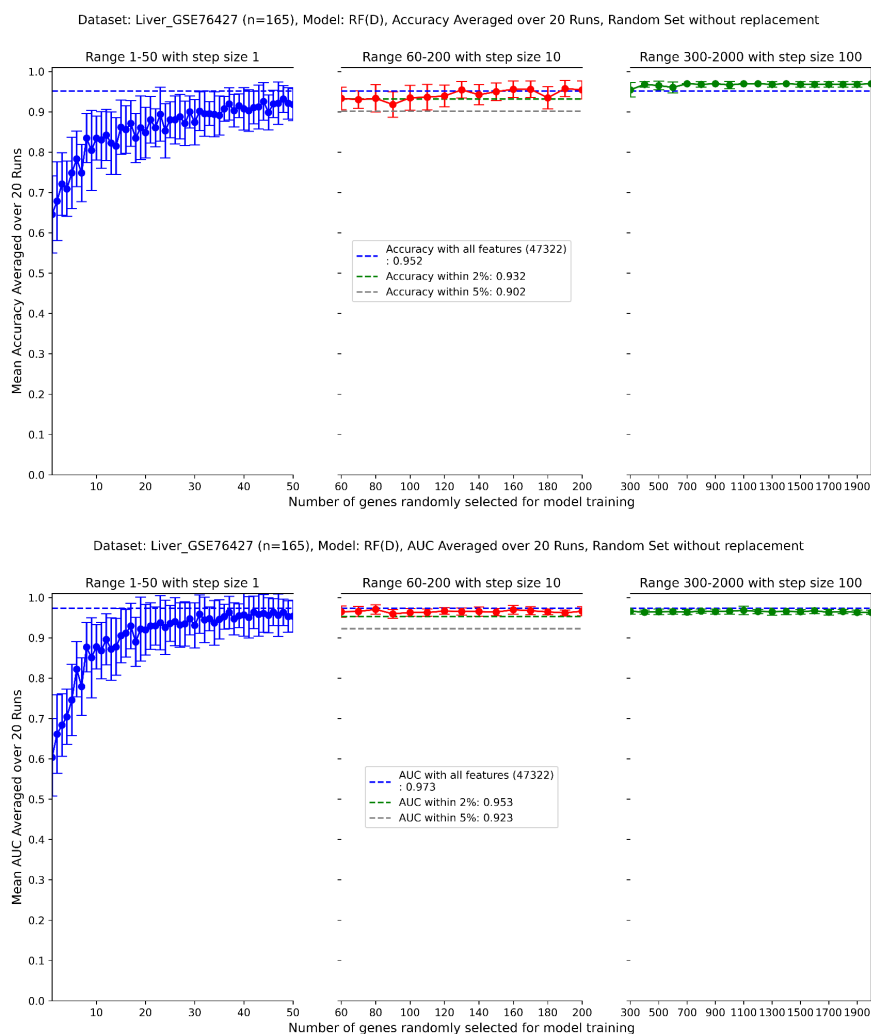 Dataset: Liver_GSE76427 (n=165), Model: RF(D), Accuracy Averaged over 20 Runs, Random Set without replacement
Range 1-50 with step size 1
Range 60-200 with step size 10
Range 300-2000 with step size 100
Mean Accuracy Averaged over 20 Runs
1.0
0.9
0.8
0.7
0.6
0.5
0.4
0.3
0.2
0.1
0.0
Accuracy with all features (47322)
: 0.952
Accuracy within 2%: 0.932
Accuracy within 5%: 0.902
10 20 30 40 50
60 80 100 120 140 160 180 200
300 500 700 900 1100 1300 1500 1700 1900
Number of genes randomly selected for model training
Dataset: Liver_GSE76427 (n=165), Model: RF(D), AUC Averaged over 20 Runs, Random Set without replacement
Range 1-50 with step size 1
Range 60-200 with step size 10
Range 300-2000 with step size 100
Mean AUC Averaged over 20 Runs
1.0
0.9
0.8
0.7
0.6
0.5
0.4
0.3
0.2
0.1
0.0
AUC with all features (47322)
: 0.973
AUC within 2%: 0.953
AUC within 5%: 0.923
10 20 30 40 50
60 80 100 120 140 160 180 200
300 500 700 900 1100 1300 1500 1700 1900
Number of genes randomly selected for model training